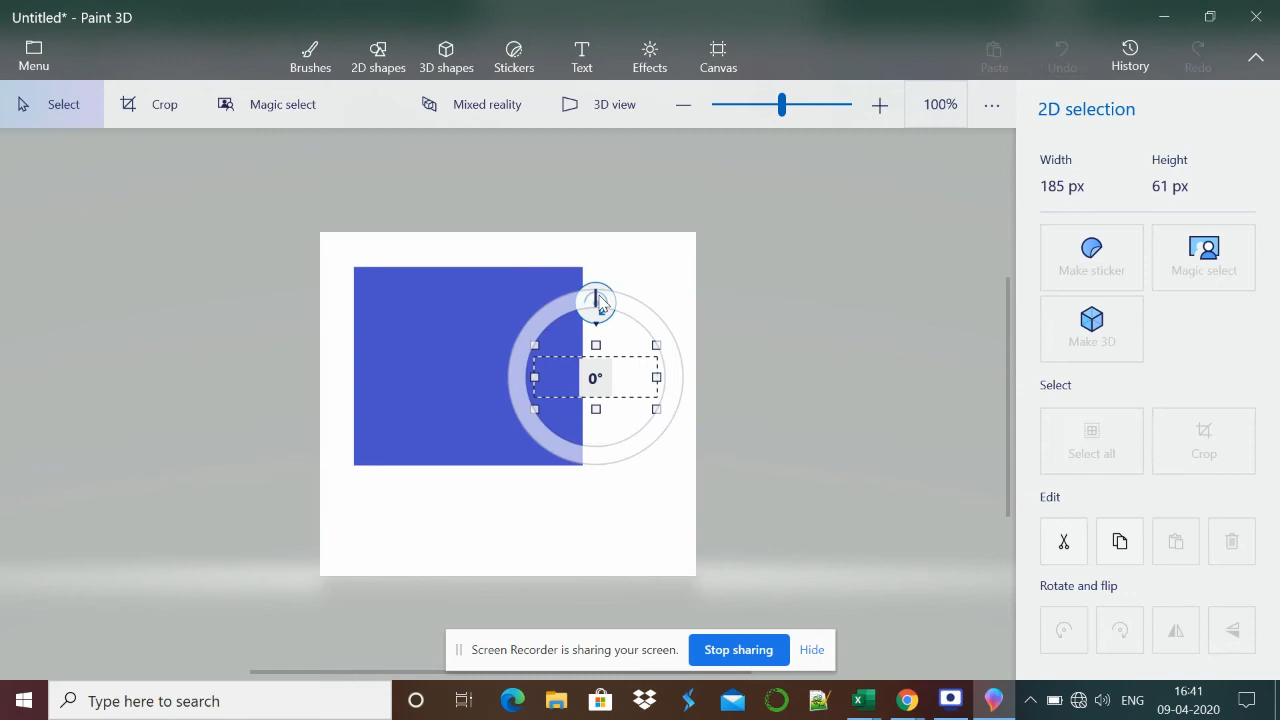 Untitled* - Paint 3D
Menu
Brushes
2D shapes
3D shapes
Stickers
Text
Effects
Canvas
Paste
Undo
History
Redo
Select
Crop
Magic select
Mixed reality
3D view
100%
2D selection
Width
Height
185 px
61 px
Make sticker
Magic select
Make 3D
Select
Select all
Crop
Edit
Rotate and flip
0°
Screen Recorder is sharing your screen.
Stop sharing
Hide
Type here to search
ENG
16:41
09-04-2020